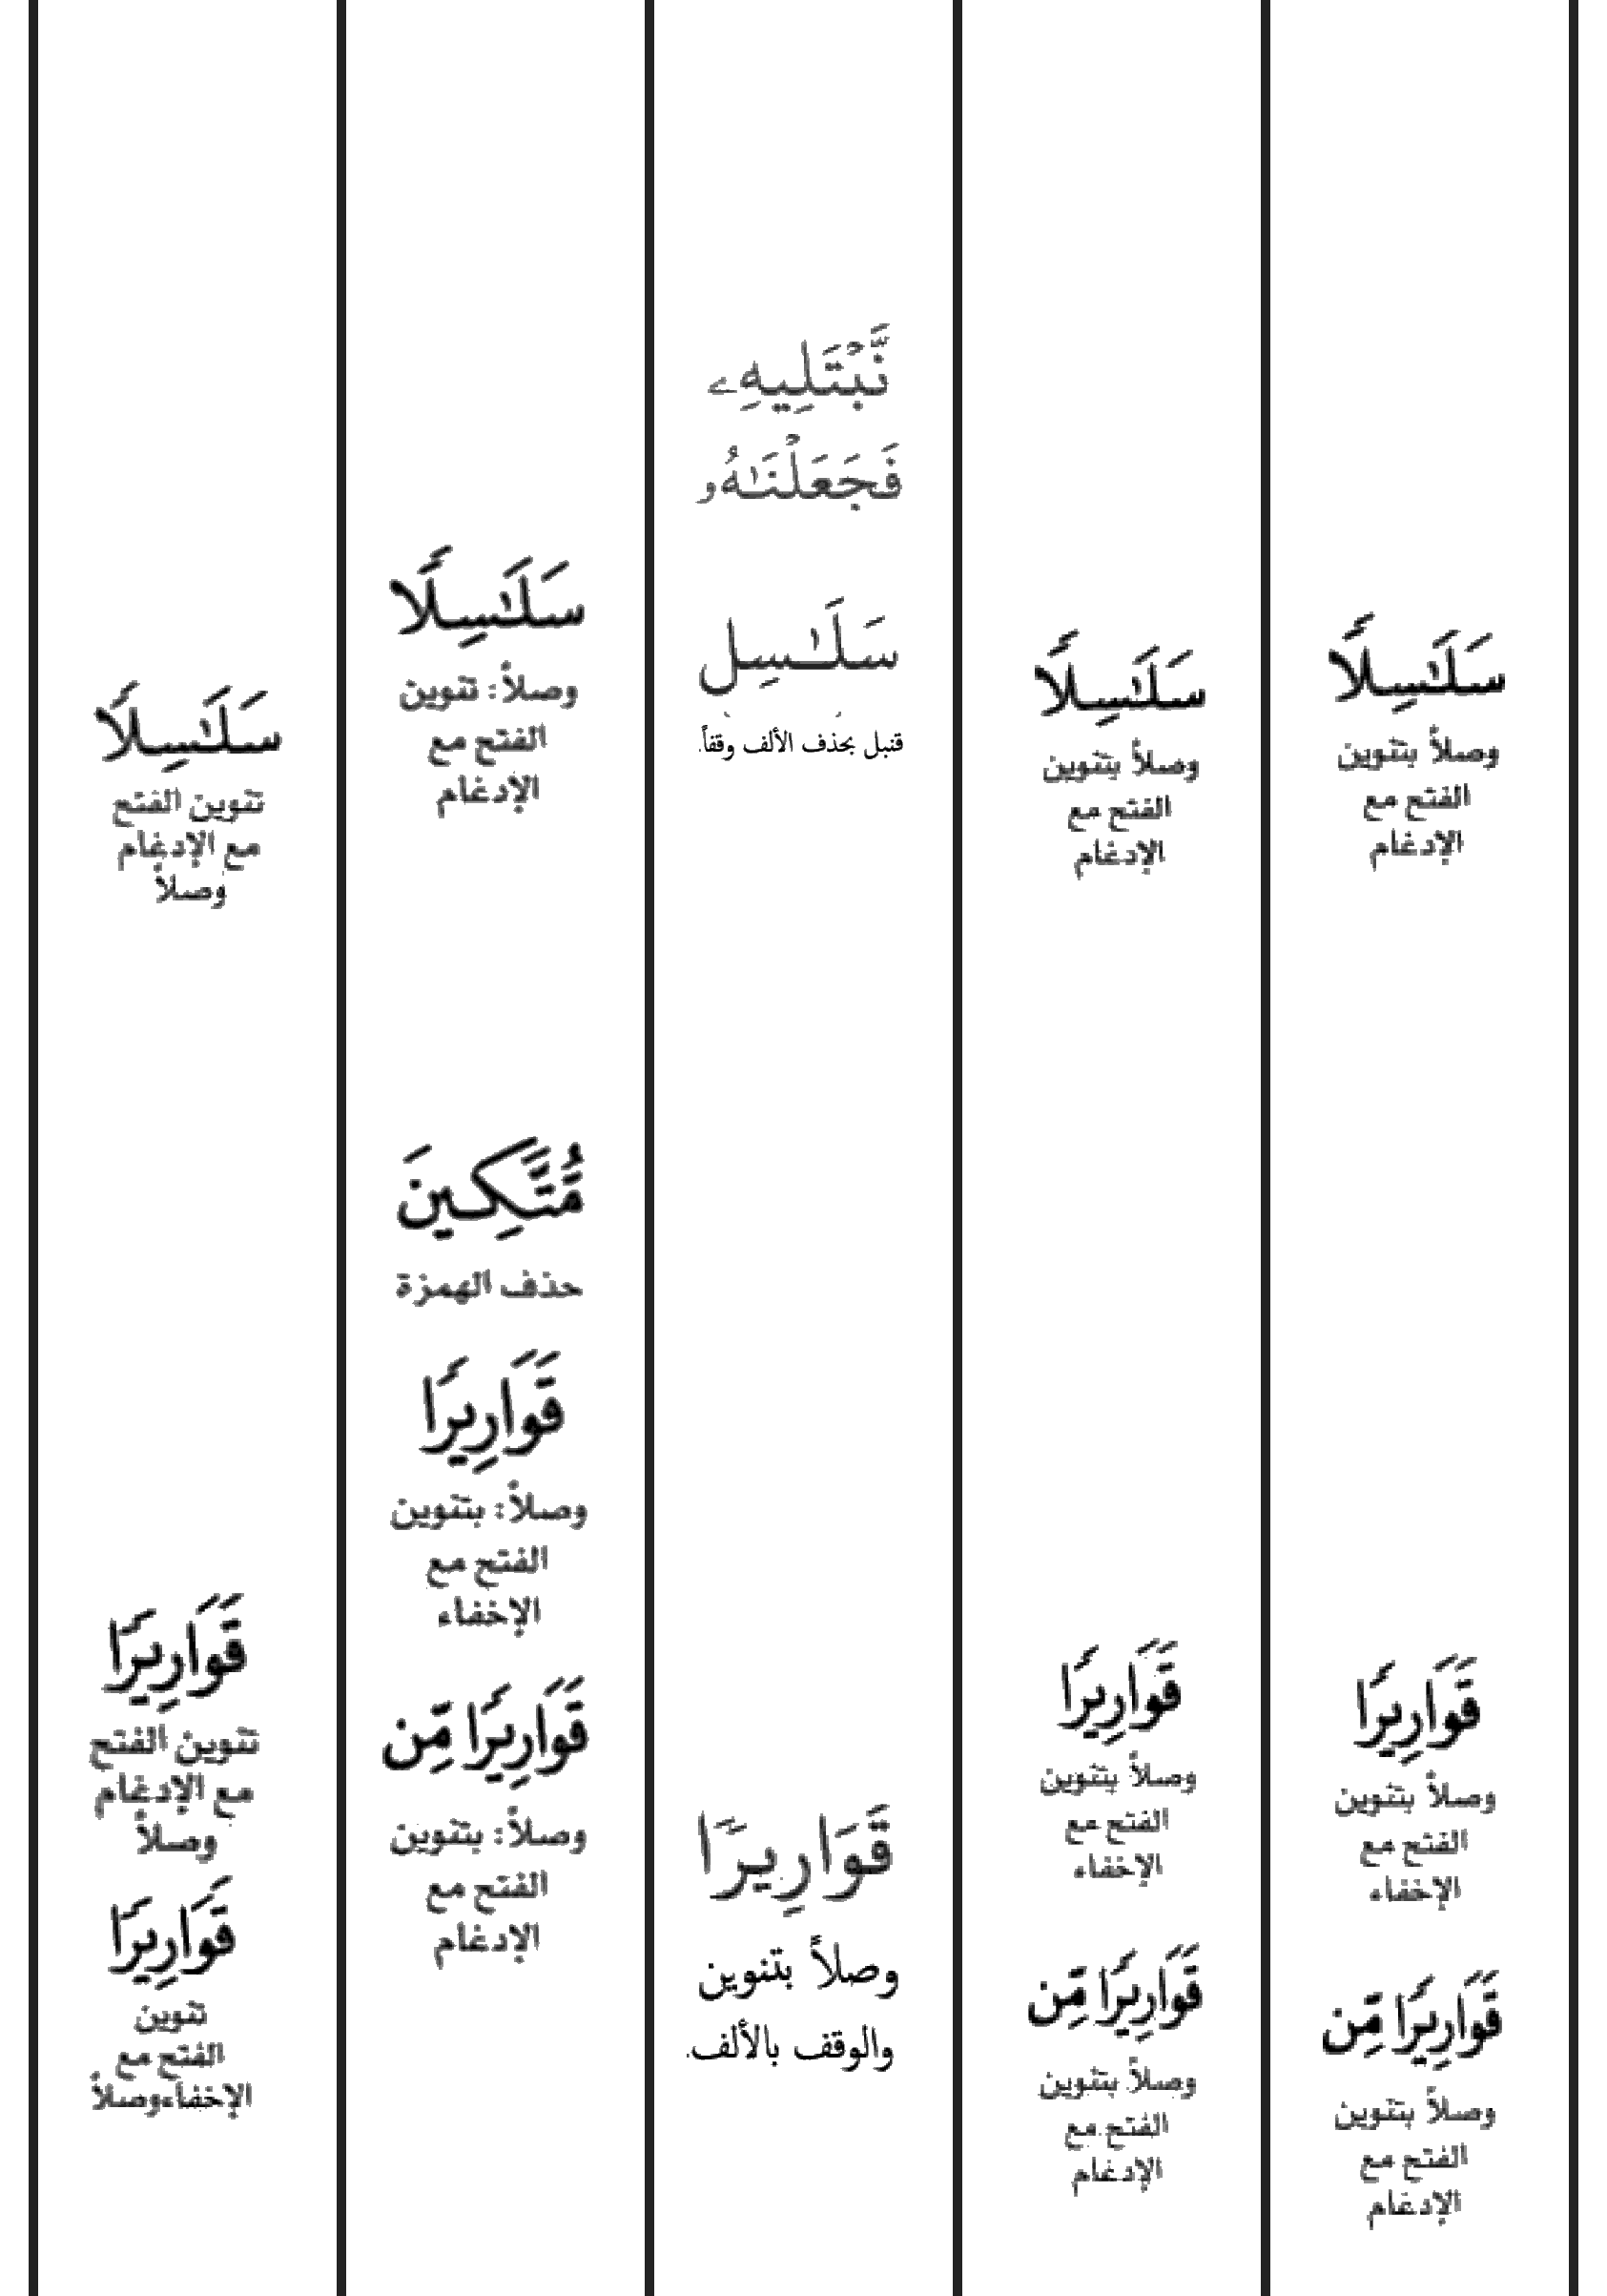 سَلَٰسِلًا
وصلاً بتنوين
الفتح مع
الإدغام
قَوَارِيرًا
وصلاً بتنوين
الفتح مع
الإخفاء
قَوَارِيرًا مِّن
وصلاً بتنوين
الفتح مع
الإدغام
سَلَٰسِلًا
وصلاً بتنوين
الفتح مع
الإدغام
قَوَارِيرًا
وصلاً بتنوين
الفتح مع
الإخفاء
قَوَارِيرًا مِّن
وصلاً بتنوين
الفتح مع
الإدغام
نَّبۡتَلِيهِۦ
فَجَعَلۡنَٰهُۥ
سَلَٰسِل
قنبل بحذف الألف وقفاً.
قَوَارِيرًا
وصلاً بتنوين
والوقف بالألف.
سَلَٰسِلًا
وصلاً: تنوين
الفتح مع
الإدغام
مُّتَّكِينَ
حذف الهمزة
قَوَارِيرًا
وصلاً: بتنوين
الفتح مع
الإخفاء
قَوَارِيرًا مِّن
وصلاً: بتنوين
الفتح مع
الإدغام
سَلَٰسِلًا
تنوين الفتح
مع الإدغام
وصلاً
قَوَارِيرًا
تنوين الفتح
مع الإدغام
وصلاً
قَوَارِيرًا
تنوين
الفتح مع
الإخفاءوصلاً